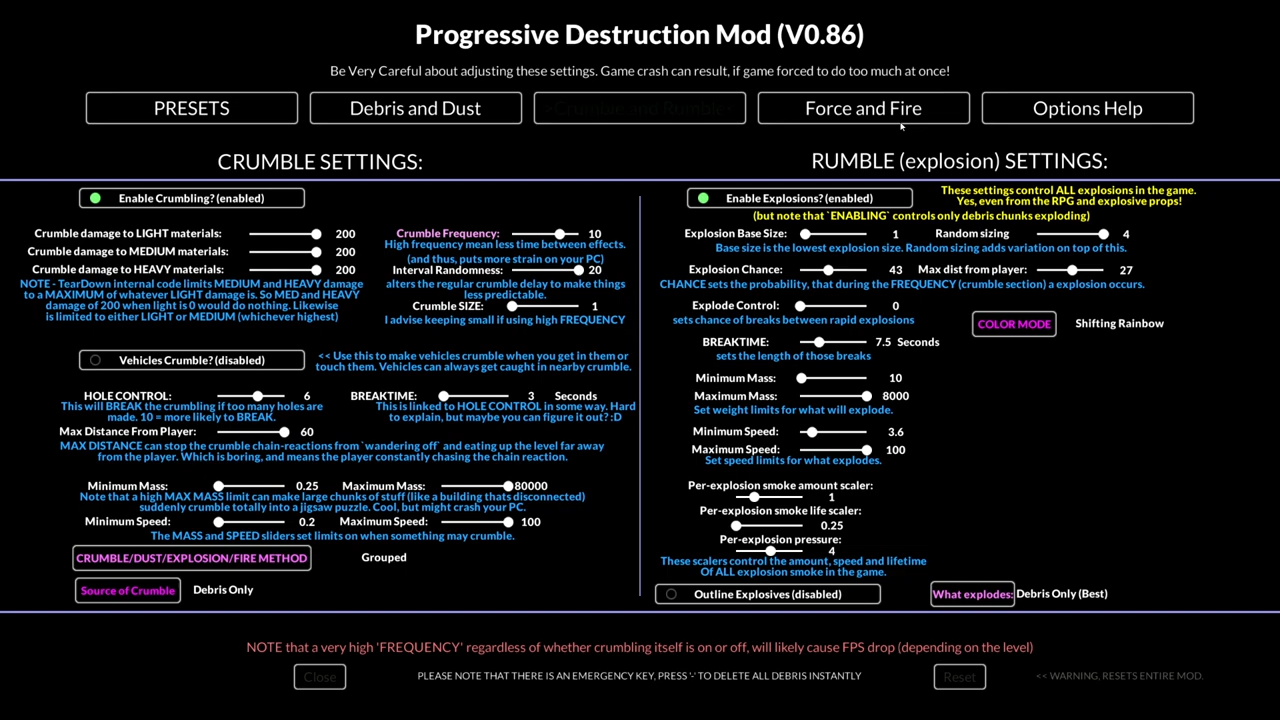 Progressive Destruction Mod (V0.86)
Be Very Careful about adjusting these settings. Game crash can result, if game forced to do too much at once!
PRESETS
Debris and Dust
>Crumble and Rumble<
Force and Fire
Options Help
CRUMBLE SETTINGS:
Enable Crumbling? (enabled)
Crumble damage to LIGHT materials: 200
Crumble damage to MEDIUM materials: 200
Crumble damage to HEAVY materials: 200
NOTE - TearDown internal code limits MEDIUM and HEAVY damage
to a MAXIMUM of whatever LIGHT damage is. So MED and HEAVY
damage of 200 when light is 0 would do nothing. Likewise
is limited to either LIGHT or MEDIUM (whichever highest)
Crumble Frequency: 10
High frequency mean less time between effects.
(and thus, puts more strain on your PC)
Interval Randomness: 20
alters the regular crumble delay to make things
less predictable.
Crumble SIZE: 1
I advise keeping small if using high FREQUENCY
Vehicles Crumble? (disabled)
<< Use this to make vehicles crumble when you get in them or
touch them. Vehicles can always get caught in nearby crumble.
HOLE CONTROL: 6
This will BREAK the crumbling if too many holes are
made. 10 = more likely to BREAK.
BREAKTIME: 3 Seconds
This is linked to HOLE CONTROL in some way. Hard
to explain, but maybe you can figure it out? :D
Max Distance From Player: 60
MAX DISTANCE can stop the crumble chain-reactions from `wandering off` and eating up the level far away
from the player. Which is boring, and means the player constantly chasing the chain reaction.
Minimum Mass: 0.25 Maximum Mass: 80000
Note that a high MAX MASS limit can make large chunks of stuff (like a building thats disconnected)
suddenly crumble totally into a jigsaw puzzle. Cool, but might crash your PC.
Minimum Speed: 0.2 Maximum Speed: 100
The MASS and SPEED sliders set limits on when something may crumble.
CRUMBLE/DUST/EXPLOSION/FIRE METHOD Grouped
Source of Crumble Debris Only
RUMBLE (explosion) SETTINGS:
Enable Explosions? (enabled)
These settings control ALL explosions in the game.
Yes, even from the RPG and explosive props!
(but note that `ENABLING` controls only debris chunks exploding)
Explosion Base Size: 1 Random sizing 4
Base size is the lowest explosion size. Random sizing adds variation on top of this.
Explosion Chance: 43 Max dist from player: 27
CHANCE sets the probability, that during the FREQUENCY (crumble section) a explosion occurs.
Explode Control: 0
sets chance of breaks between rapid explosions
COLOR MODE Shifting Rainbow
BREAKTIME: 7.5 Seconds
sets the length of those breaks
Minimum Mass: 10
Maximum Mass: 8000
Set weight limits for what will explode.
Minimum Speed: 3.6
Maximum Speed: 100
Set speed limits for what explodes.
Per-explosion smoke amount scaler:
1
Per-explosion smoke life scaler:
0.25
Per-explosion pressure:
4
These scalers control the amount, speed and lifetime
Of ALL explosion smoke in the game.
Outline Explosives (disabled)
What explodes: Debris Only (Best)
NOTE that a very high 'FREQUENCY' regardless of whether crumbling itself is on or off, will likely cause FPS drop (depending on the level)
Close
PLEASE NOTE THAT THERE IS AN EMERGENCY KEY, PRESS '-' TO DELETE ALL DEBRIS INSTANTLY
Reset
<< WARNING, RESETS ENTIRE MOD.